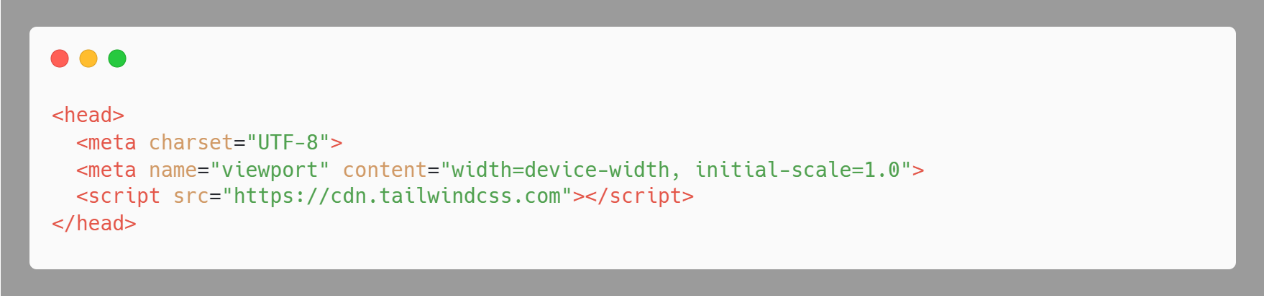 <head>
  <meta charset="UTF-8">
  <meta name="viewport" content="width=device-width, initial-scale=1.0">
  <script src="https://cdn.tailwindcss.com"></script>
</head>